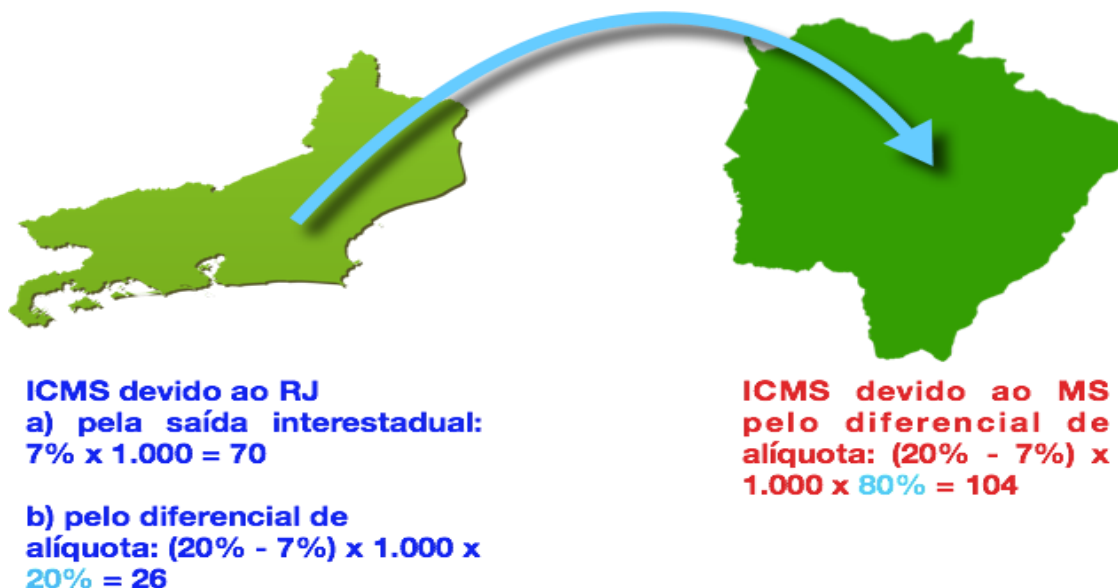 ICMS devido ao RJ
a) pela saída interestadual:
7% x 1.000 = 70
b) pelo diferencial de
alíquota: (20% - 7%) x 1.000 x
20% = 26
ICMS devido ao MS
pelo diferencial de
alíquota: (20% - 7%) x
1.000 x 80% = 104